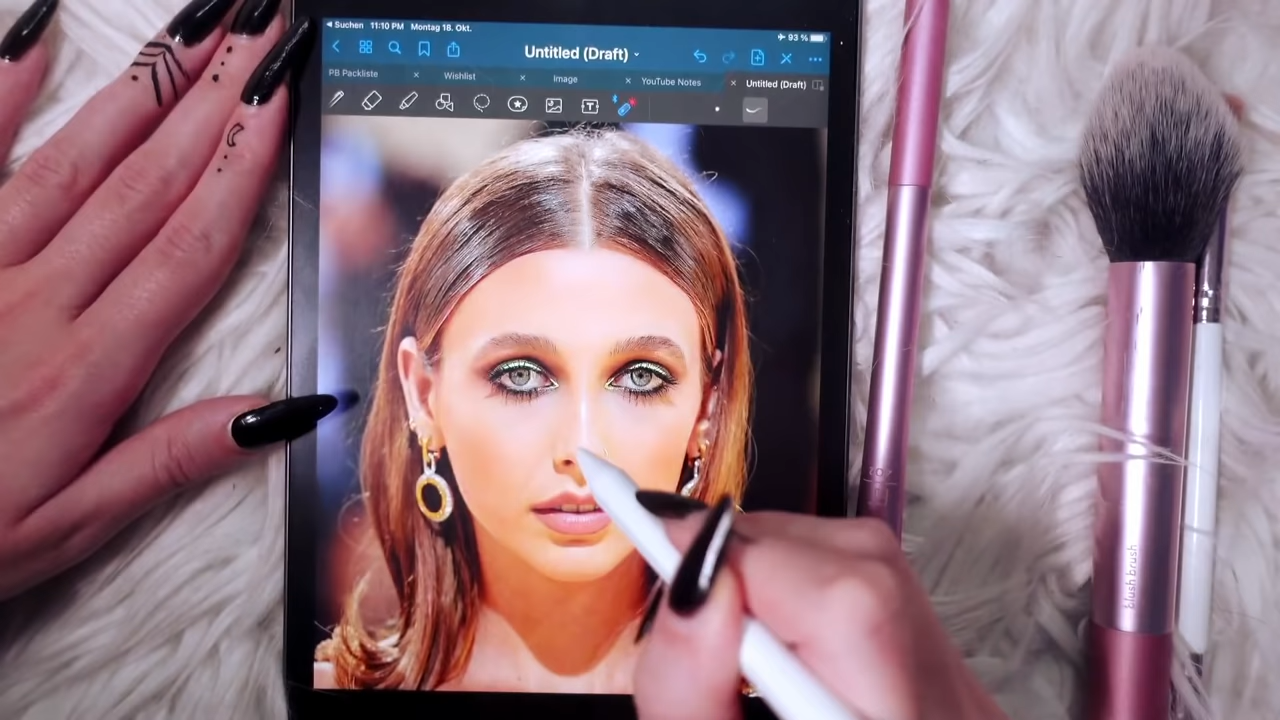 Suchen 11:10 PM Montag 18. Okt.
93 %
Untitled (Draft)
PB Packliste
Wishlist
Image
YouTube Notes
Untitled (Draft)
T
blush brush